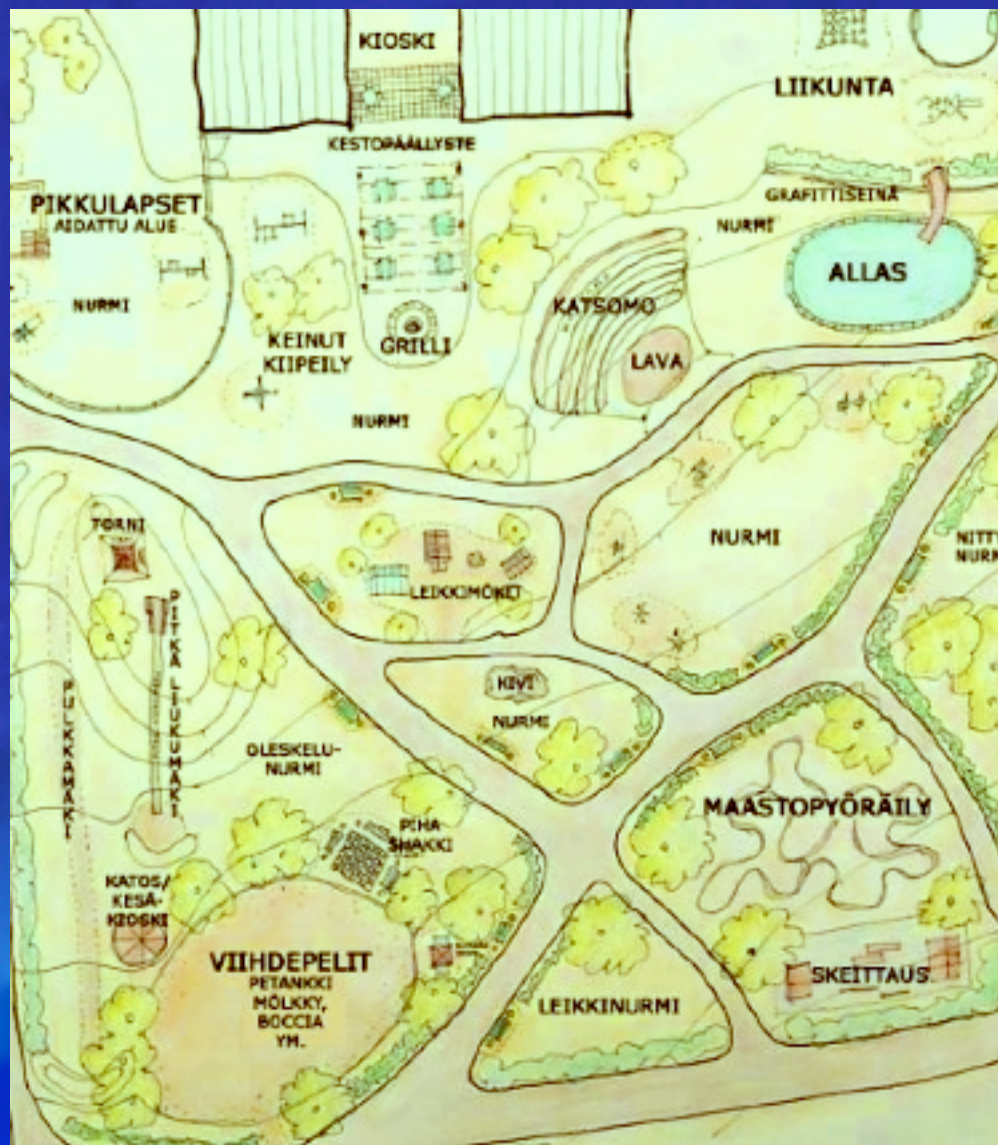 KIOSKI
LIIKUNTA
KESTOPÄÄLLYSTE
PIKKULAPSET
AIDATTU ALUE
GRAFITTISEINÄ
NURMI
ALLAS
NURMI
KATSOMO
KEINUT
KIIPEILY
GRILLI
LAVA
NURMI
TORNI
NURMI
NITTY
NURM
LEIKKIMÖKIT
PITKÄ LIUKUMÄKI
KIVI
NURMI
PULKKAMÄKI
OLESKELU-
NURMI
MAASTOPYÖRÄILY
PIHA
SHAKKI
KATOS/
KESÄ-
KIOSKI
VIIHDEPELIT
PETANKKI
MÖLKKY,
BOCCIA
YM.
SKEITTAUS
LEIKKINURMI